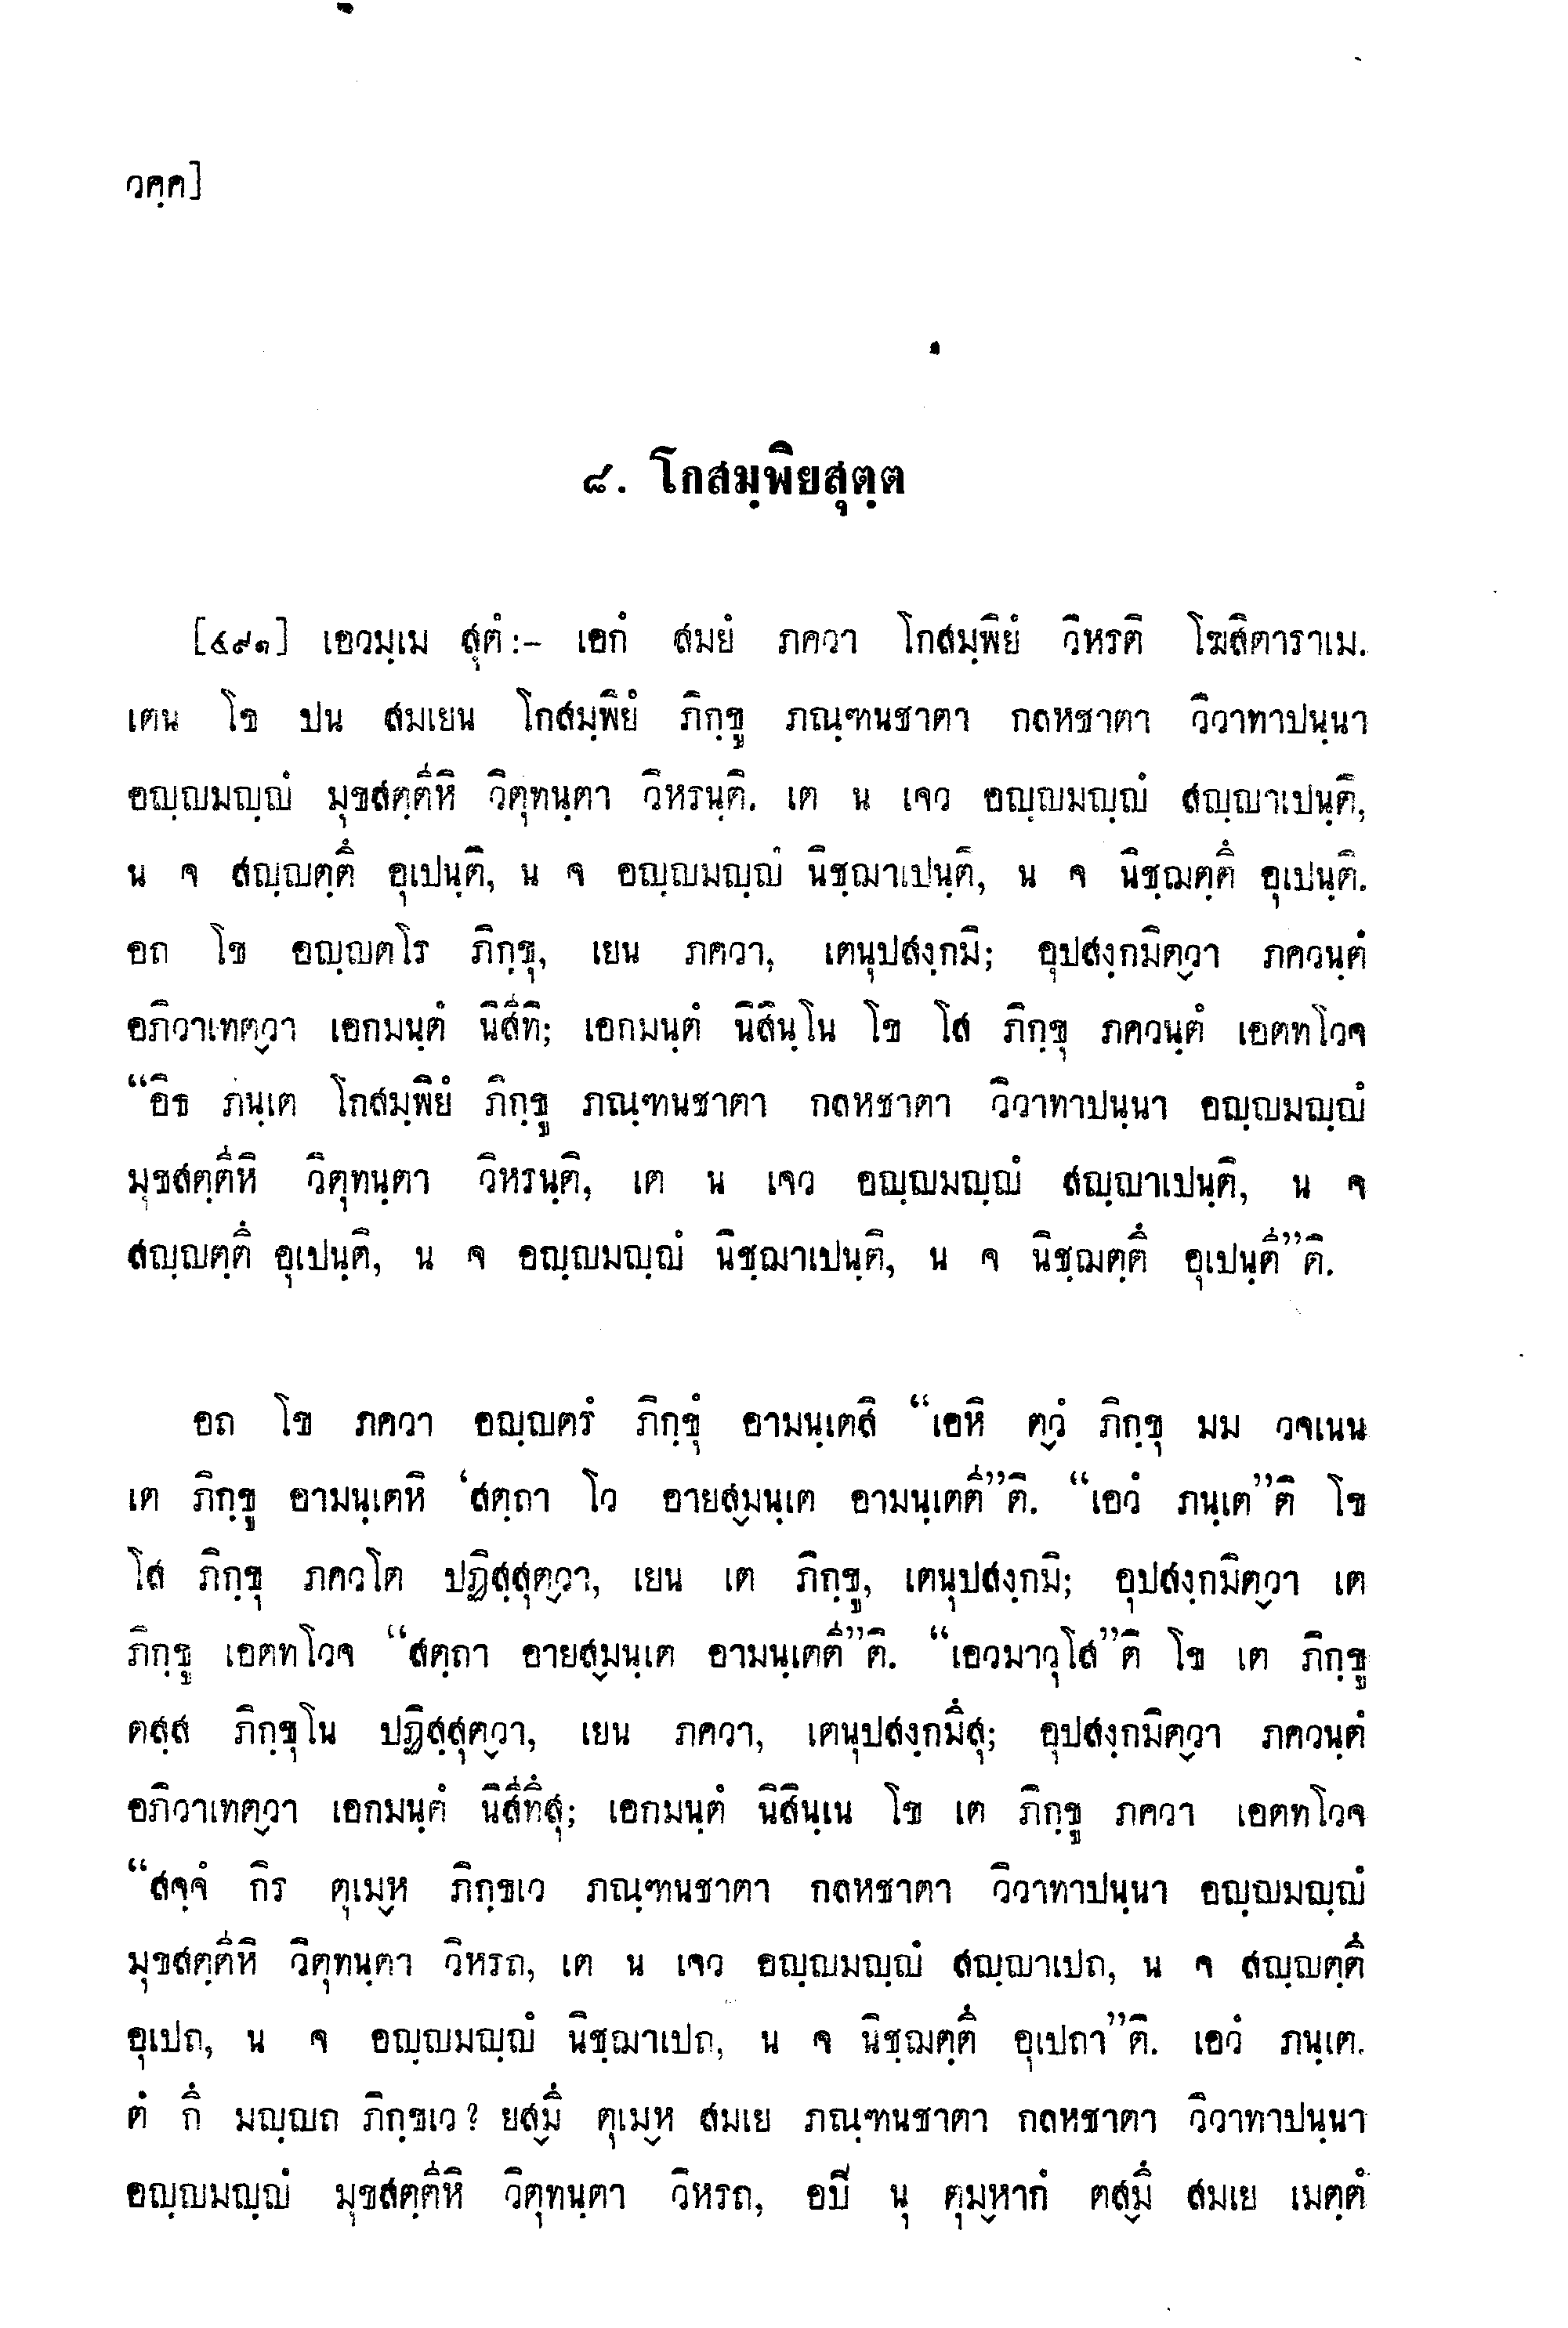 วคฺค]
๘. โกสมฺพิยสุตฺต
[๔๙๑] เอวมฺเม สุตํ:- เอกํ สมยํ ภควา โกสมฺพิยํ วิหรติ โฆสิตาราเม.
เตน โข ปน สมเยน โกสมฺพิยํ ภิกฺขู ภณฺฑนชาตา กลหชาตา วิวาทาปนฺนา
อญฺญมญฺญํ มุขสตฺตีหิ วิตุทนฺตา วิหรนฺติ. เต น เจว อญฺญมญฺญํ สญฺญาเปนฺติ,
น จ สญฺญตฺตึ อุเปนฺติ, น จ อญฺญมญฺญํ นิชฺฌาเปนฺติ, น จ นิชฺฌตฺตึ อุเปนฺติ.
อถ โข อญฺญตโร ภิกฺขุ, เยน ภควา, เตนุปสงฺกมิ; อุปสงฺกมิตฺวา ภควนฺตํ
อภิวาเทตฺวา เอกมนฺตํ นิสีทิ; เอกมนฺตํ นิสินฺโน โข โส ภิกฺขุ ภควนฺตํ เอตทโวจ
“อิธ ภนฺเต โกสมฺพิยํ ภิกฺขู ภณฺฑนชาตา กลหชาตา วิวาทาปนฺนา อญฺญมญฺญํ
มุขสตฺตีหิ วิตุทนฺตา วิหรนฺติ, เต น เจว อญฺญมญฺญํ สญฺญาเปนฺติ, น จ
สญฺญตฺตึ อุเปนฺติ, น จ อญฺญมญฺญํ นิชฺฌาเปนฺติ, น จ นิชฺฌตฺตึ อุเปนฺตี”ติ.
อถ โข ภควา อญฺญตรํ ภิกฺขุํ อามนฺเตสิ “เอหิ ตฺวํ ภิกฺขุ มม วจเนน
เต ภิกฺขู อามนฺเตหิ ‘สตฺถา โว อายสฺมนฺเต อามนฺเตตี”ติ. “เอวํ ภนฺเต”ติ โข
โส ภิกฺขุ ภควโต ปฏิสฺสุตฺวา, เยน เต ภิกฺขู, เตนุปสงฺกมิ; อุปสงฺกมิตฺวา เต
ภิกฺขู เอตทโวจ “สตฺถา อายสฺมนฺเต อามนฺเตตี”ติ. “เอวมาวุโส”ติ โข เต ภิกฺขู
ตสฺส ภิกฺขุโน ปฏิสฺสุตฺวา, เยน ภควา, เตนุปสงฺกมึสุ; อุปสงฺกมิตฺวา ภควนฺตํ
อภิวาเทตฺวา เอกมนฺตํ นิสีทึสุ; เอกมนฺตํ นิสินฺเน โข เต ภิกฺขู ภควา เอตทโวจ
“สจฺจํ กิร ตุเมฺห ภิกฺขเว ภณฺฑนชาตา กลหชาตา วิวาทาปนฺนา อญฺญมญฺญํ
มุขสตฺตีหิ วิตุทนฺตา วิหรถ, เต น เจว อญฺญมญฺญํ สญฺญาเปถ, น จ สญฺญตฺตึ
อุเปถ, น จ อญฺญมญฺญํ นิชฺฌาเปถ, น จ นิชฺฌตฺตึ อุเปถา”ติ. เอวํ ภนฺเต.
ตํ กึ มญฺญถ ภิกฺขเว? ยสฺมึ ตุเมฺห สมเย ภณฺฑนชาตา กลหชาตา วิวาทาปนฺนา
อญฺญมญฺญํ มุขสตฺตีหิ วิตุทนฺตา วิหรถ, อปิ นุ ตุมฺหากํ ตสฺมึ สมเย เมตฺตํ